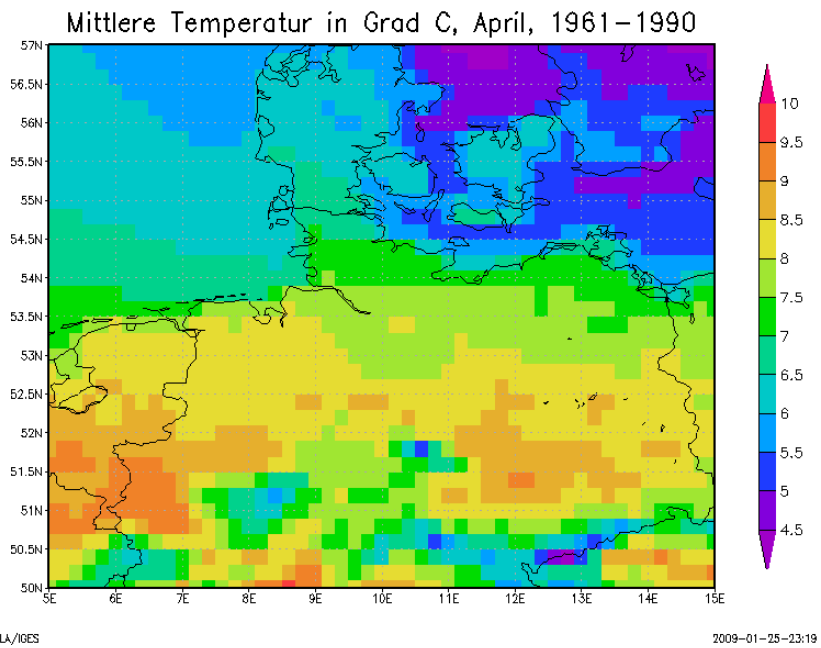 Mittlere Temperatur in Grad C, April, 1961-1990
57N
56.5N
56N
55.5N
55N
54.5N
54N
53.5N
53N
52.5N
52N
51.5N
51N
50.5N
50N
5E 6E 7E 8E 9E 10E 11E 12E 13E 14E 15E
10
9.5
9
8.5
8
7.5
7
6.5
6
5.5
5
4.5
LA/IGES
2009-01-25-23:19